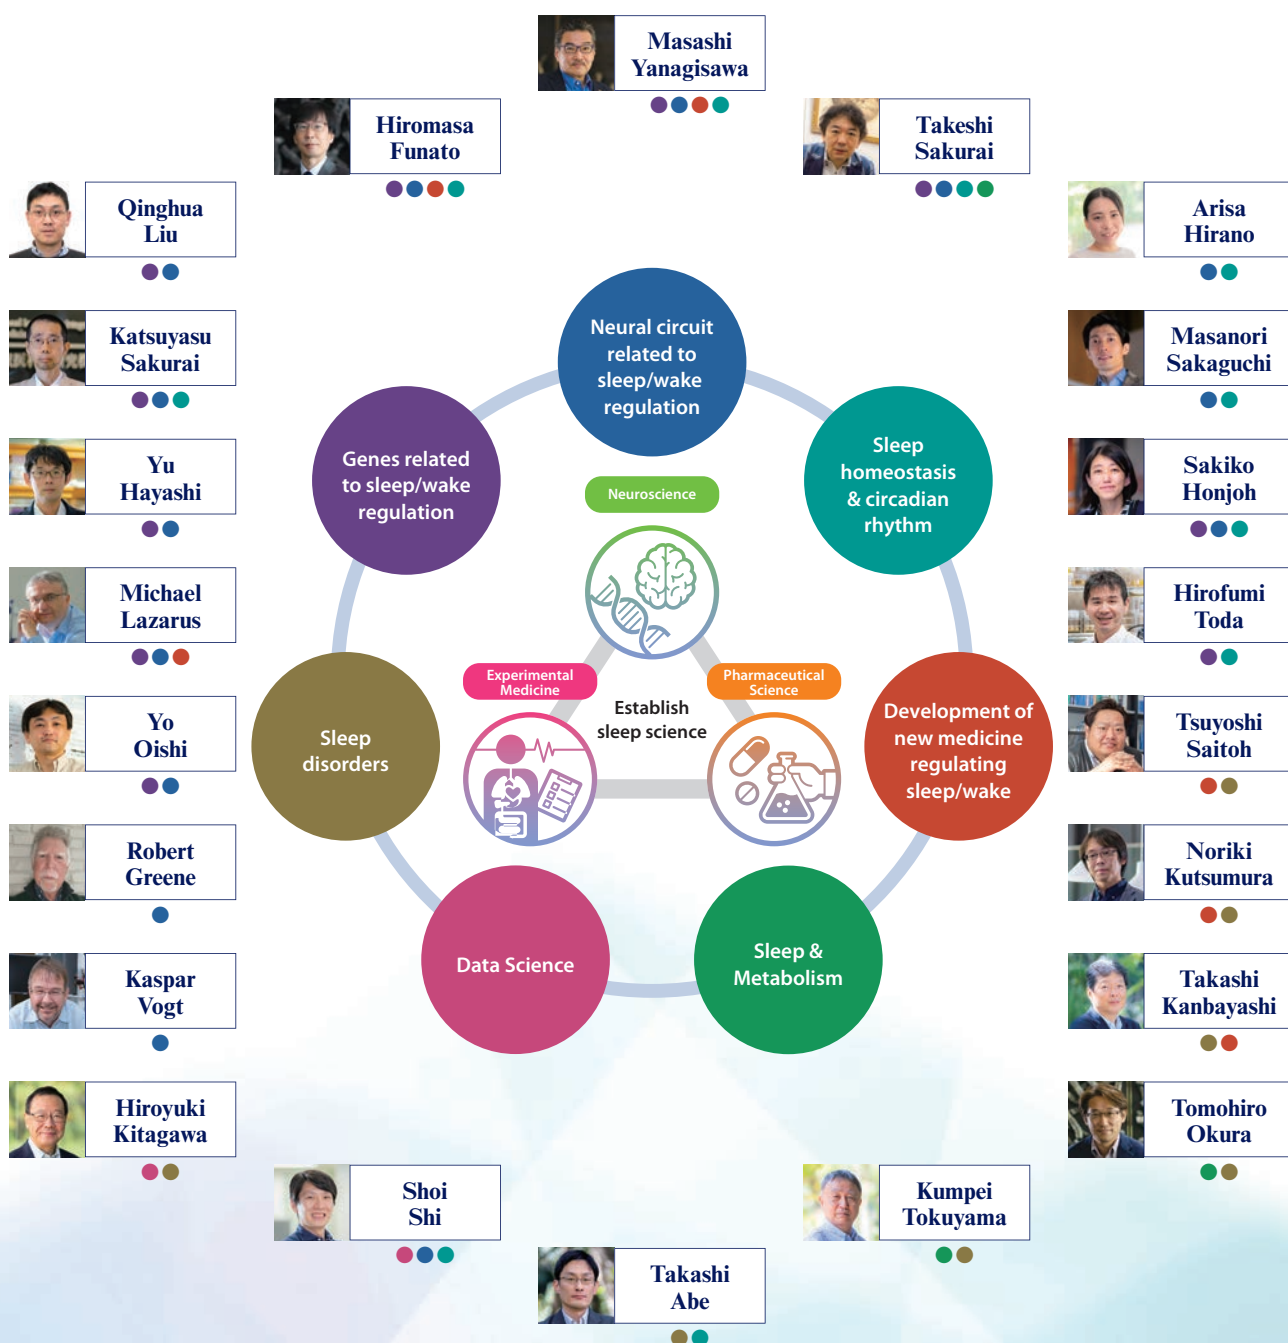 Masashi
Yanagisawa
Hiromasa
Funato
Takeshi
Sakurai
Qinghua
Liu
Arisa
Hirano
Katsuyasu
Sakurai
Masanori
Sakaguchi
Yu
Hayashi
Sakiko
Honjoh
Michael
Lazarus
Hirofumi
Toda
Yo
Oishi
Tsuyoshi
Saitoh
Robert
Greene
Noriki
Kutsumura
Kaspar
Vogt
Takashi
Kanbayashi
Hiroyuki
Kitagawa
Tomohiro
Okura
Shoi
Shi
Kumpei
Tokuyama
Takashi
Abe
Neural circuit
related to
sleep/wake
regulation
Genes related
to sleep/wake
regulation
Sleep
homeostasis
& circadian
rhythm
Neuroscience
Experimental
Medicine
Pharmaceutical
Science
Establish
sleep science
Sleep
disorders
Development of
new medicine
regulating
sleep/wake
Data Science
Sleep &
Metabolism